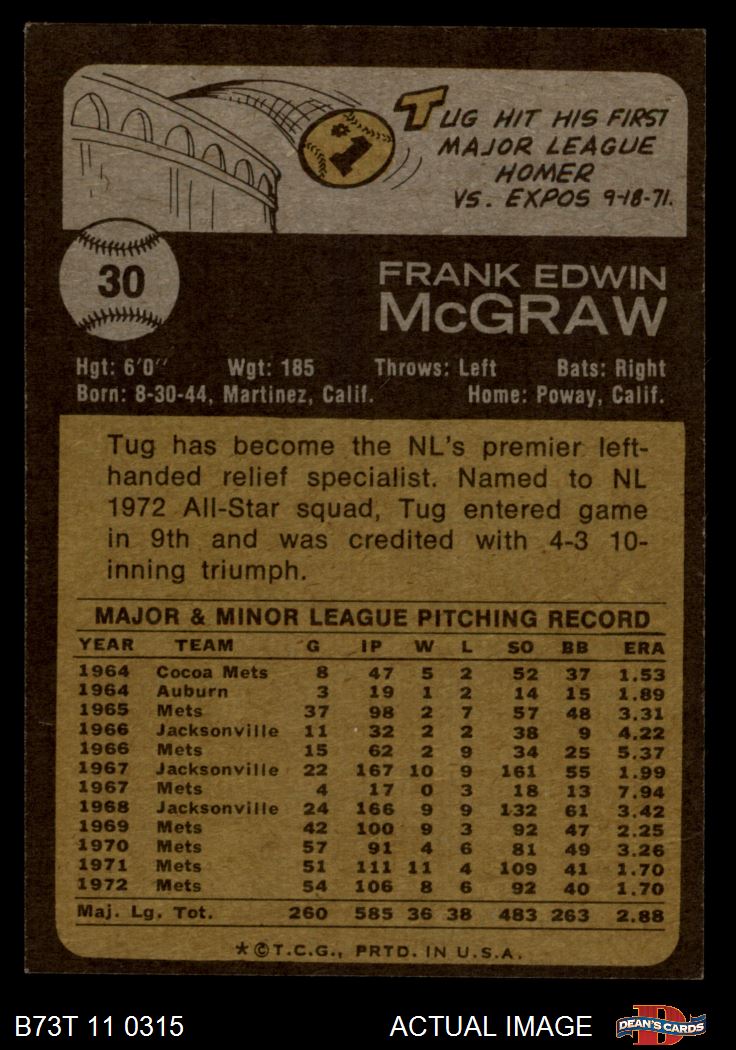 #1
TUG HIT HIS FIRST
MAJOR LEAGUE
HOMER
VS. EXPOS 9-18-71.
30
FRANK EDWIN
McGRAW
Hgt: 6'0" Wgt: 185 Throws: Left Bats: Right
Born: 8-30-44, Martinez, Calif. Home: Poway, Calif.
Tug has become the NL's premier left-
handed relief specialist. Named to NL
1972 All-Star squad, Tug entered game
in 9th and was credited with 4-3 10-
inning triumph.
MAJOR & MINOR LEAGUE PITCHING RECORD
YEAR TEAM G IP W L SO BB ERA
1964 Cocoa Mets 8 47 5 2 52 37 1.53
1964 Auburn 3 19 1 2 14 15 1.89
1965 Mets 37 98 2 7 57 48 3.31
1966 Jacksonville 11 32 2 2 38 9 4.22
1966 Mets 15 62 2 9 34 25 5.37
1967 Jacksonville 22 167 10 9 161 55 1.99
1967 Mets 4 17 0 3 18 13 7.94
1968 Jacksonville 24 166 9 9 132 61 3.42
1969 Mets 42 100 9 3 92 47 2.25
1970 Mets 57 91 4 6 81 49 3.26
1971 Mets 51 111 11 4 109 41 1.70
1972 Mets 54 106 8 6 92 40 1.70
Maj. Lg. Tot. 260 585 36 38 483 263 2.88
*©T.C.G., PRTD. IN U.S.A.
B73T 11 0315 ACTUAL IMAGE
D
DEAN'S CARDS